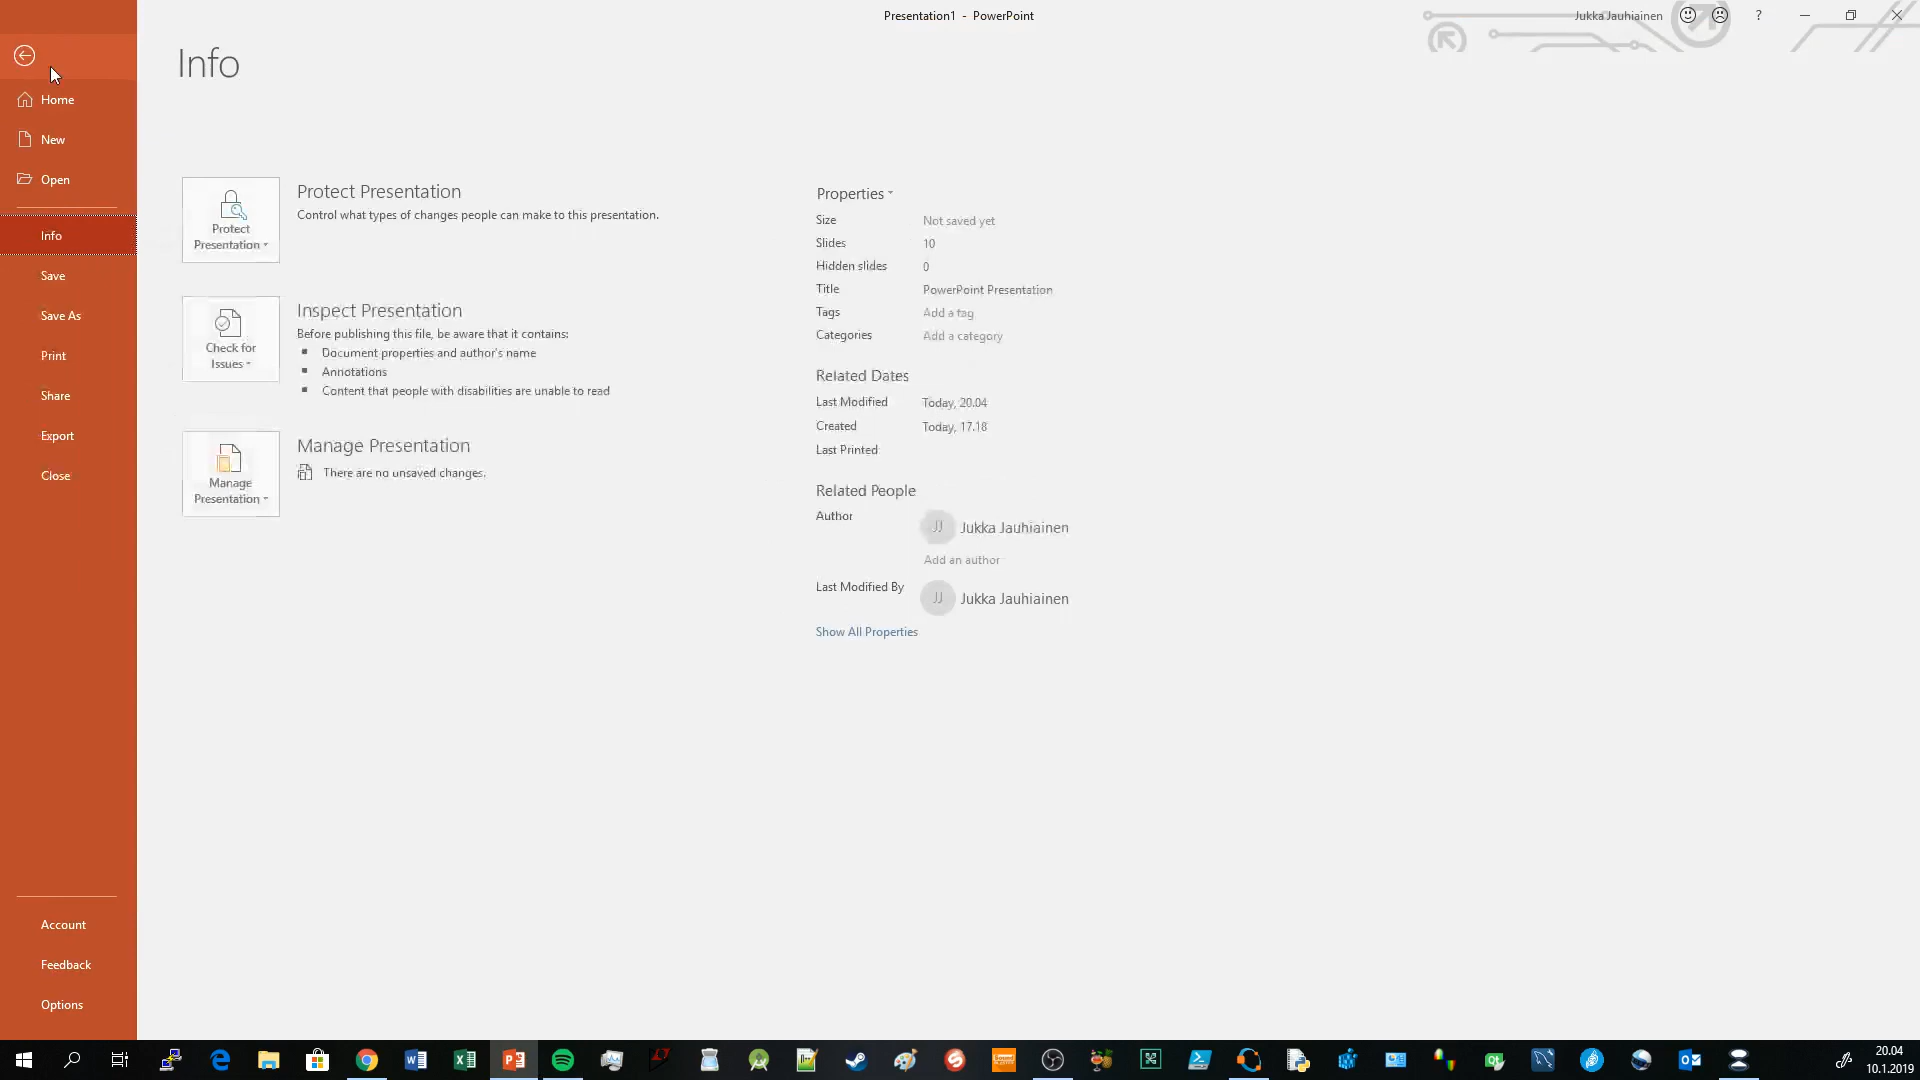 Presentation1 - PowerPoint
Jukka Jauhiainen
?
Info
Home
New
Open
Info
Save
Save As
Print
Share
Export
Close
Account
Feedback
Options
Protect
Presentation
Protect Presentation
Control what types of changes people can make to this presentation.
Check for
Issues
Inspect Presentation
Before publishing this file, be aware that it contains:
Document properties and author's name
Annotations
Content that people with disabilities are unable to read
Manage
Presentation
Manage Presentation
There are no unsaved changes.
Properties
Size Not saved yet
Slides 10
Hidden slides 0
Title PowerPoint Presentation
Tags Add a tag
Categories Add a category
Related Dates
Last Modified Today, 20.04
Created Today, 17.18
Last Printed
Related People
Author JJ Jukka Jauhiainen
Add an author
Last Modified By JJ Jukka Jauhiainen
Show All Properties
20.04
10.1.2019